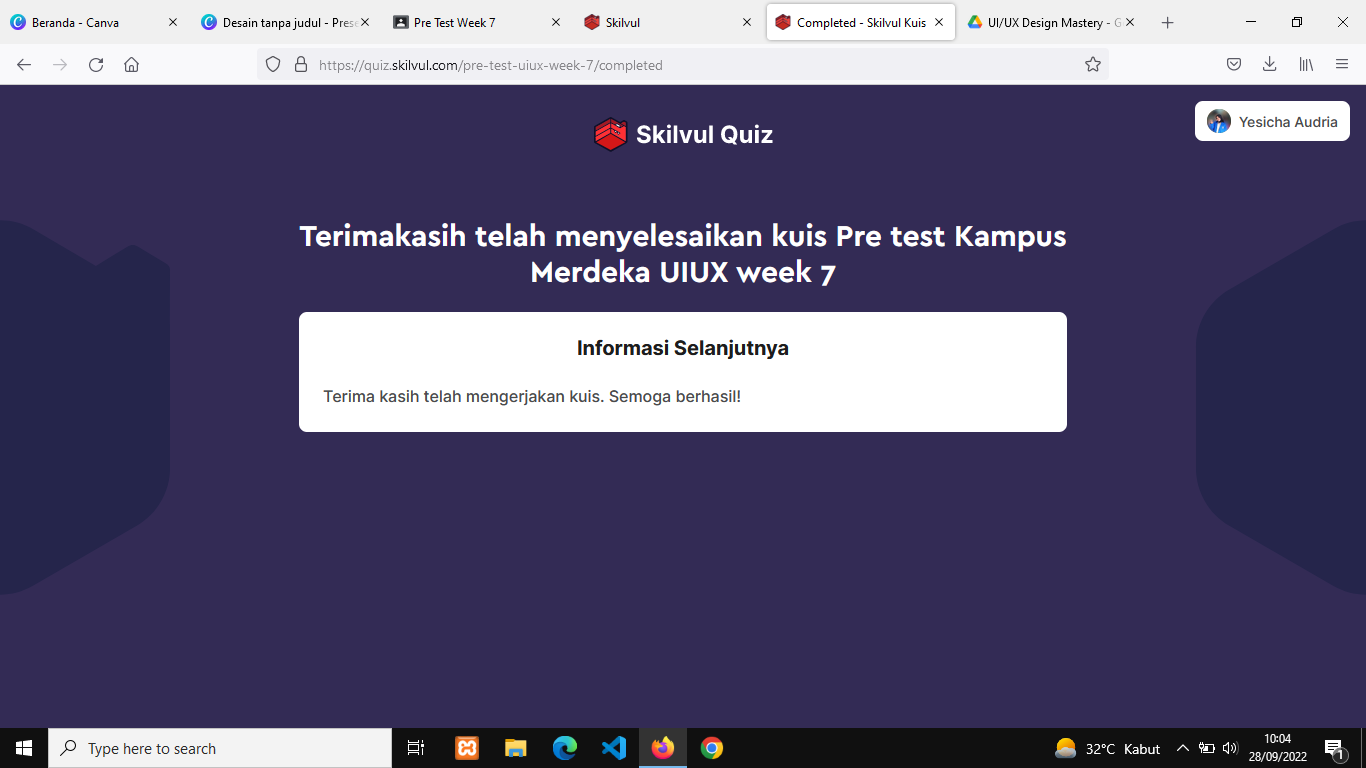 Beranda - Canva
Desain tanpa judul - Prese
Pre Test Week 7
Skilvul
Completed - Skilvul Kuis
UI/UX Design Mastery - G
https://quiz.skilvul.com/pre-test-uiux-week-7/completed
Skilvul Quiz
Yesicha Audria
Terimakasih telah menyelesaikan kuis Pre test Kampus
Merdeka UIUX week 7
Informasi Selanjutnya
Terima kasih telah mengerjakan kuis. Semoga berhasil!
Type here to search
32°C Kabut
10:04
28/09/2022
1